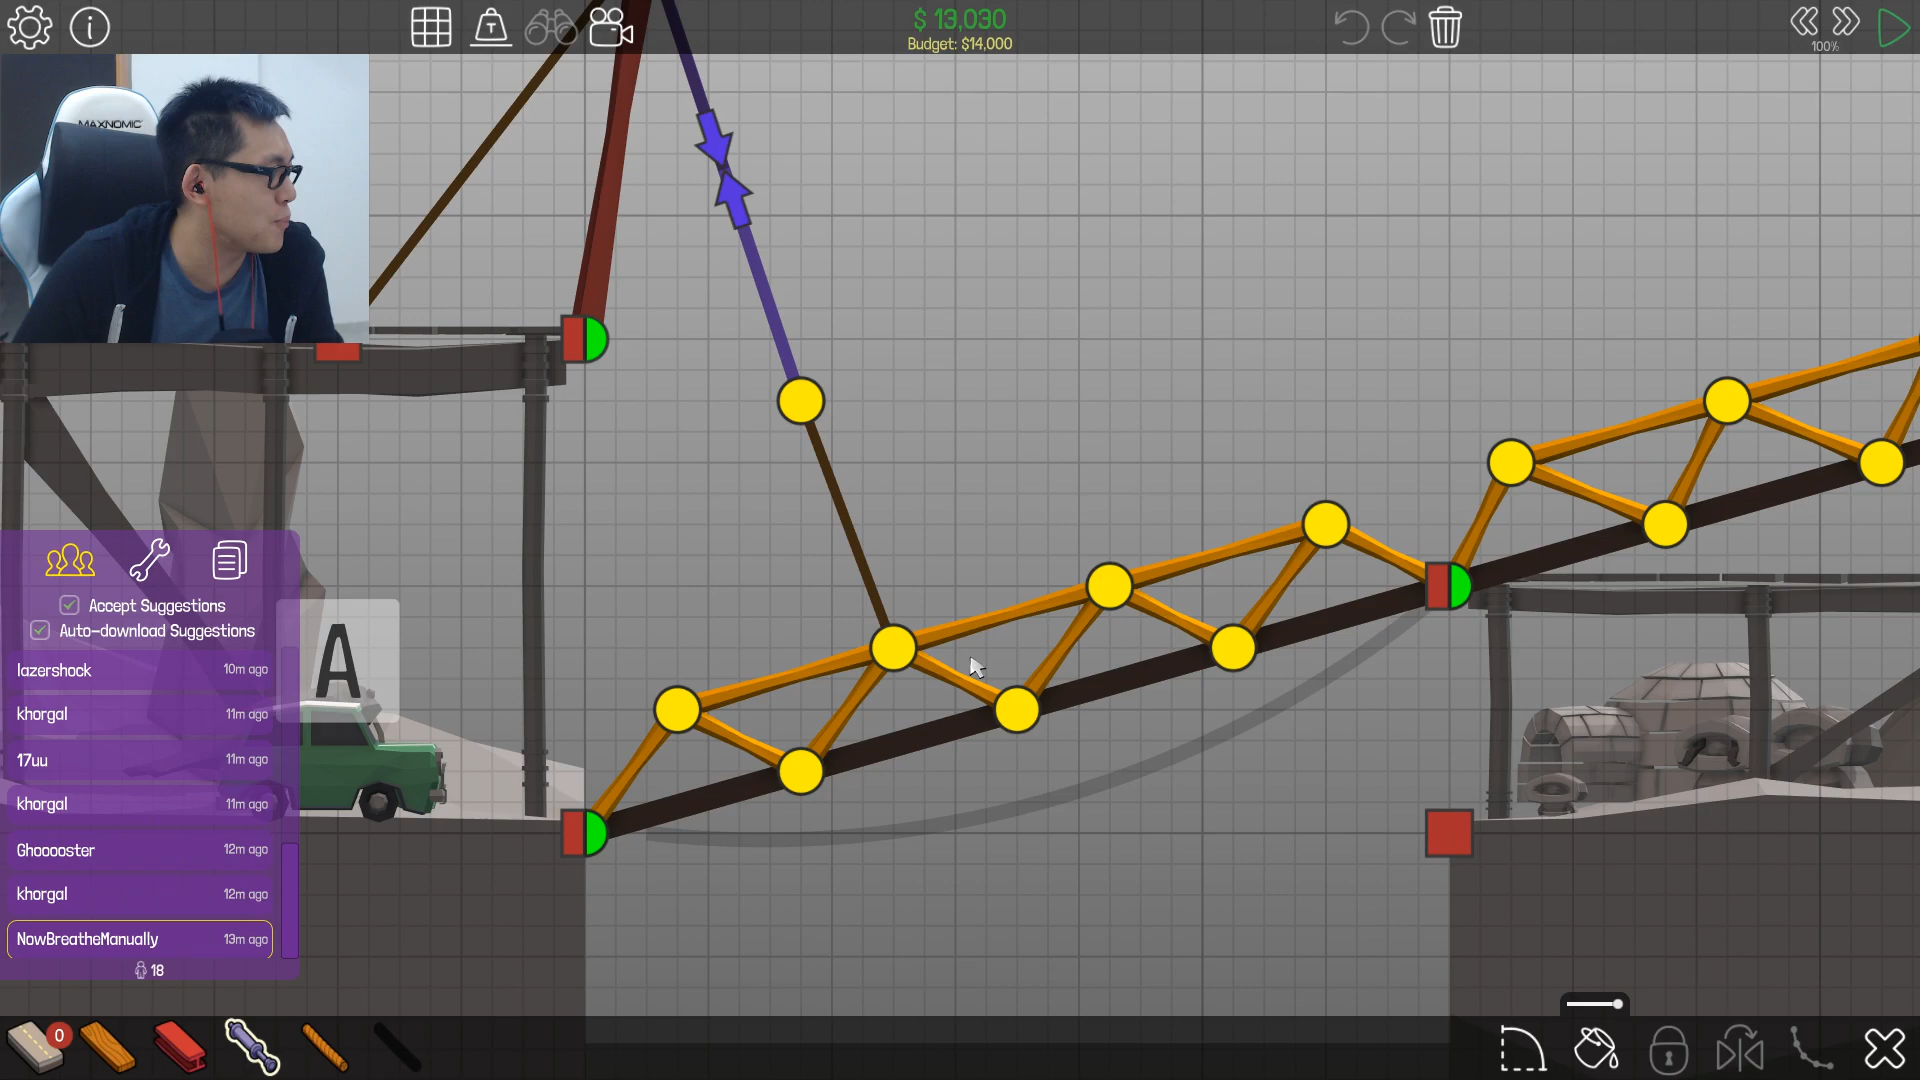 $ 13,030
Budget: $14,000
100%
MAXNOMIC
Accept Suggestions
Auto-download Suggestions
lazershock 10m ago
khorgal 11m ago
17uu 11m ago
khorgal 11m ago
Ghooooster 12m ago
khorgal 12m ago
NowBreatheManually 13m ago
18
A
0
T